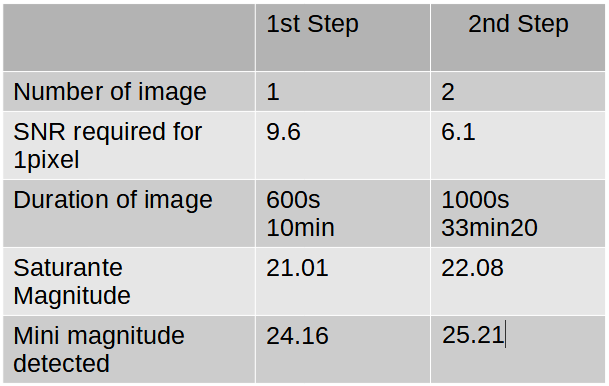 1st Step 2nd Step
Number of image 1 2
SNR required for 9.6 6.1
1pixel
Duration of image 600s 1000s
10min 33min20
Saturante 21.01 22.08
Magnitude
Mini magnitude 24.16 25.21
detected